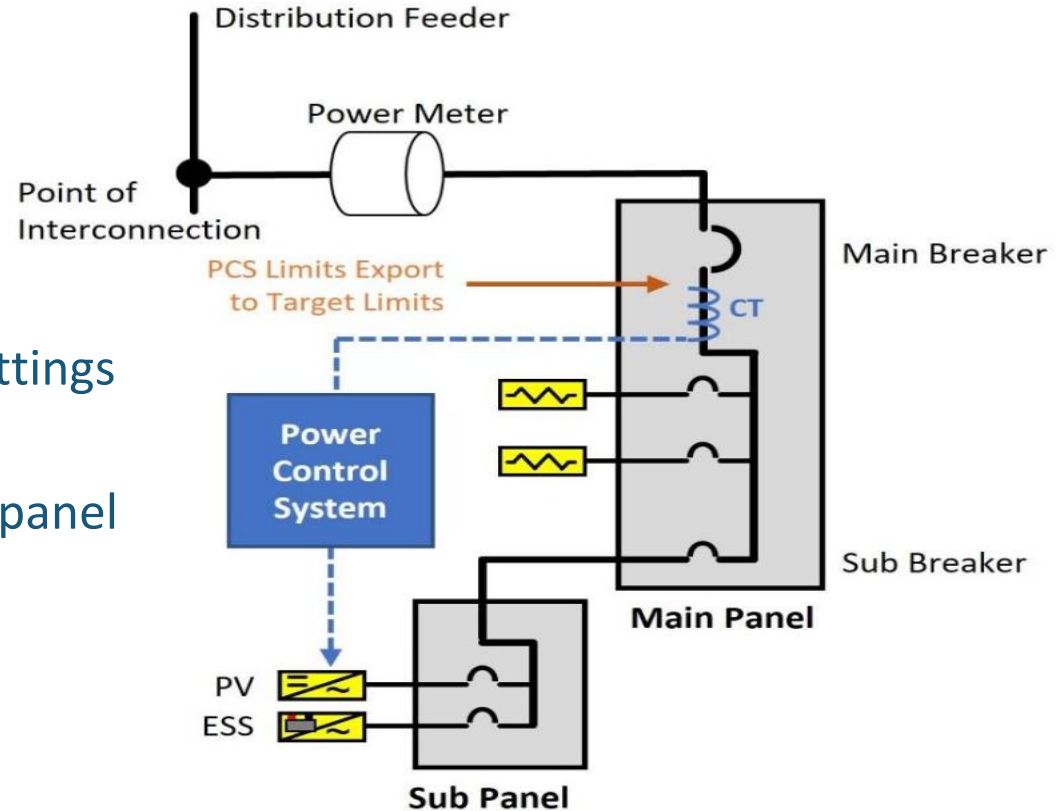 Distribution Feeder
Power Meter
Point of
Interconnection
PCS Limits Export
to Target Limits
Main Breaker
CT
ttings
Power
Control
System
panel
Sub Breaker
Main Panel
PV
ESS
Sub Panel